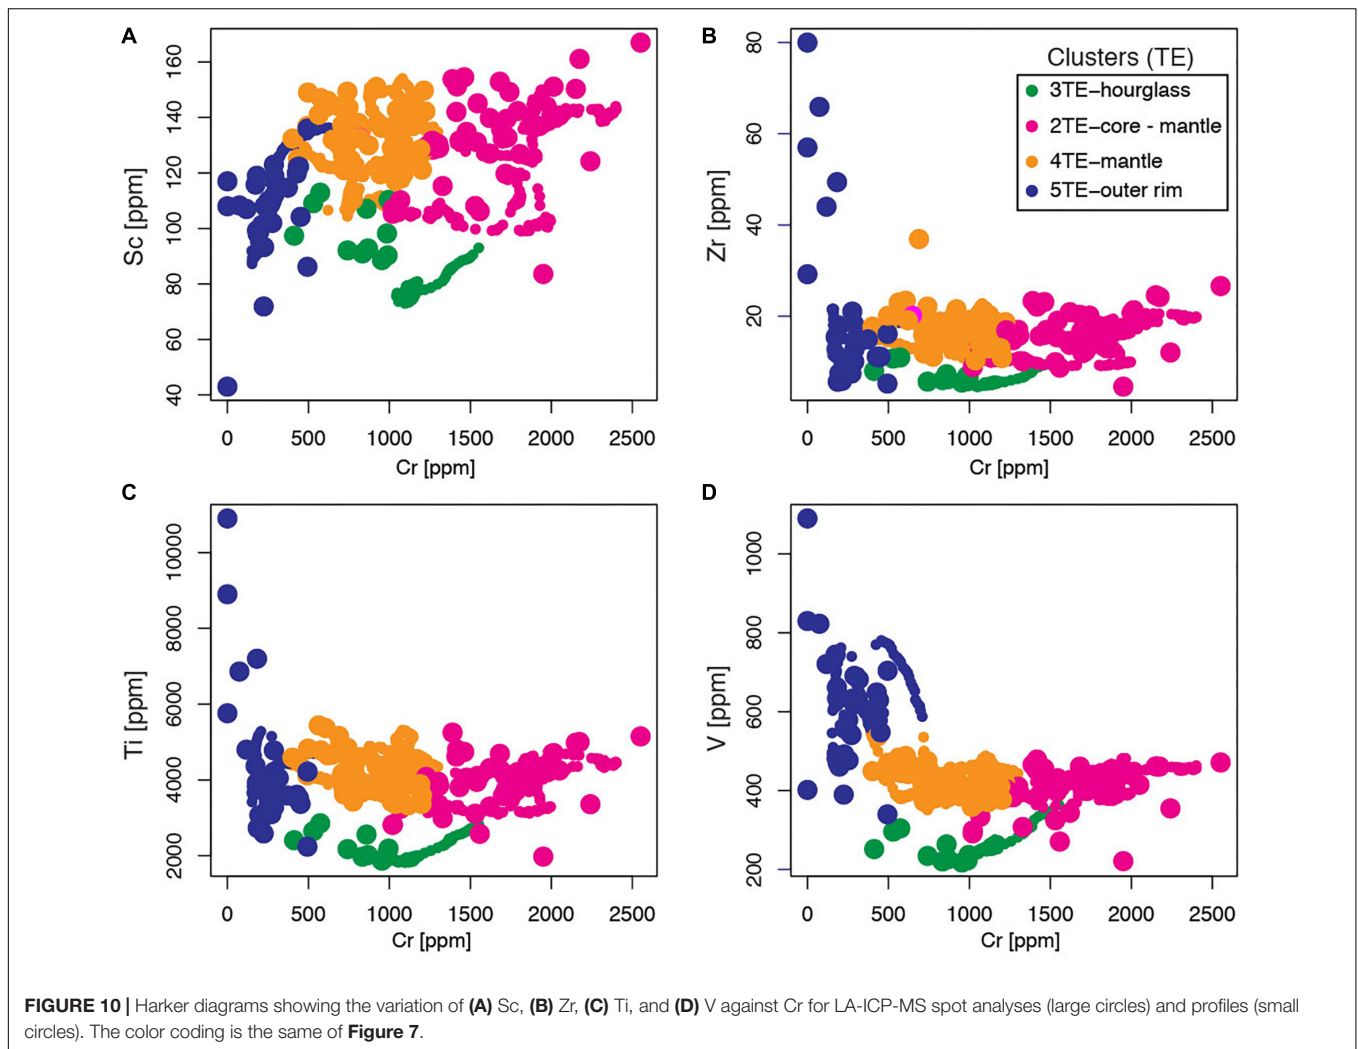 A
Sc [ppm]
160
140
120
100
80
60
40
0 500 1000 1500 2000 2500
Cr [ppm]
B
Zr [ppm]
80
60
40
20
0 500 1000 1500 2000 2500
Cr [ppm]
Clusters (TE)
3TE–hourglass
2TE–core - mantle
4TE–mantle
5TE–outer rim
C
Ti [ppm]
10000
8000
6000
4000
2000
0 500 1000 1500 2000 2500
Cr [ppm]
D
V [ppm]
1000
800
600
400
200
0 500 1000 1500 2000 2500
Cr [ppm]
FIGURE 10 | Harker diagrams showing the variation of (A) Sc, (B) Zr, (C) Ti, and (D) V against Cr for LA-ICP-MS spot analyses (large circles) and profiles (small
circles). The color coding is the same of Figure 7.